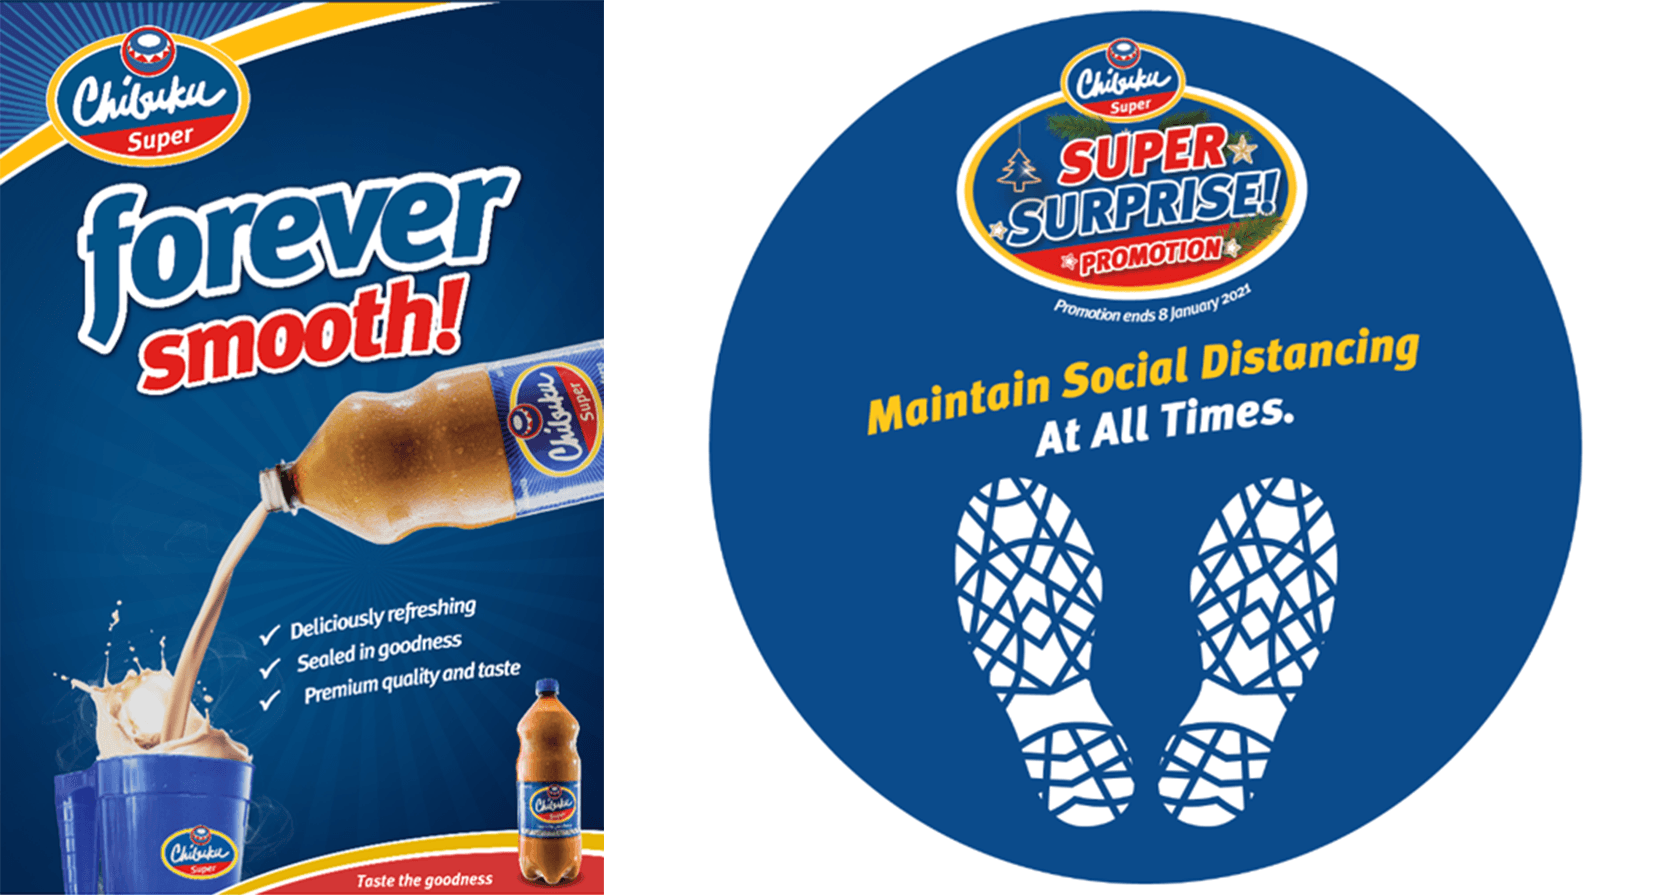 Chibuku
Super
forever
smooth!
Chibuku
Super
Deliciously refreshing
Sealed in goodness
Premium quality and taste
Chibuku
Super
Chibuku
Super
Taste the goodness
Chibuku
Super
SUPER
SURPRISE!
PROMOTION
Promotion ends 8 January 2021
Maintain Social Distancing
At All Times.